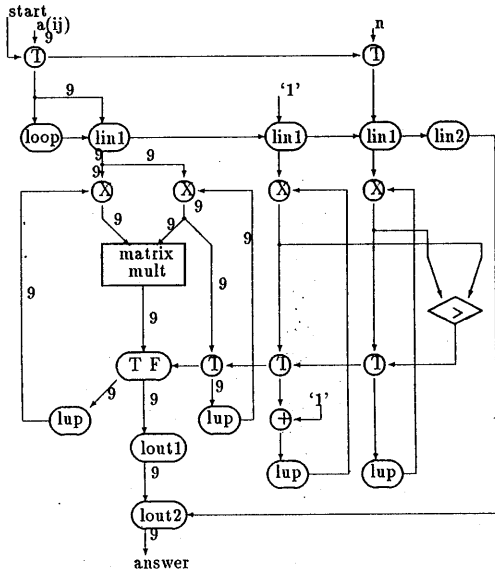 start
a(ij)
9
n
T
T
9
'1'
loop
lin1
lin1
lin1
lin2
9
9
9
X
X
X
X
9
9
9
9
matrix
mult
9
9
9
>
T F
T
T
T
9
9
9
+
'1'
lup
lup
lout1
lup
lup
9
lout2
9
answer